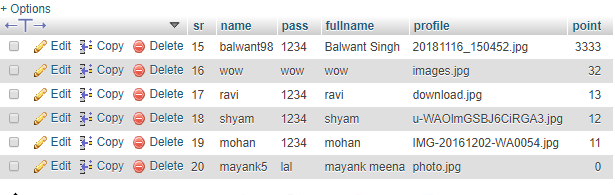 + Options
←T→ sr name pass fullname profile point
Edit Copy Delete 15 balwant98 1234 Balwant Singh 20181116_150452.jpg 3333
Edit Copy Delete 16 wow wow wow images.jpg 32
Edit Copy Delete 17 ravi 1234 ravi download.jpg 13
Edit Copy Delete 18 shyam 1234 shyam u-WAOlmGSBJ6CiRGA3.jpg 12
Edit Copy Delete 19 mohan 1234 mohan IMG-20161202-WA0054.jpg 11
Edit Copy Delete 20 mayank5 lal mayank meena photo.jpg 0